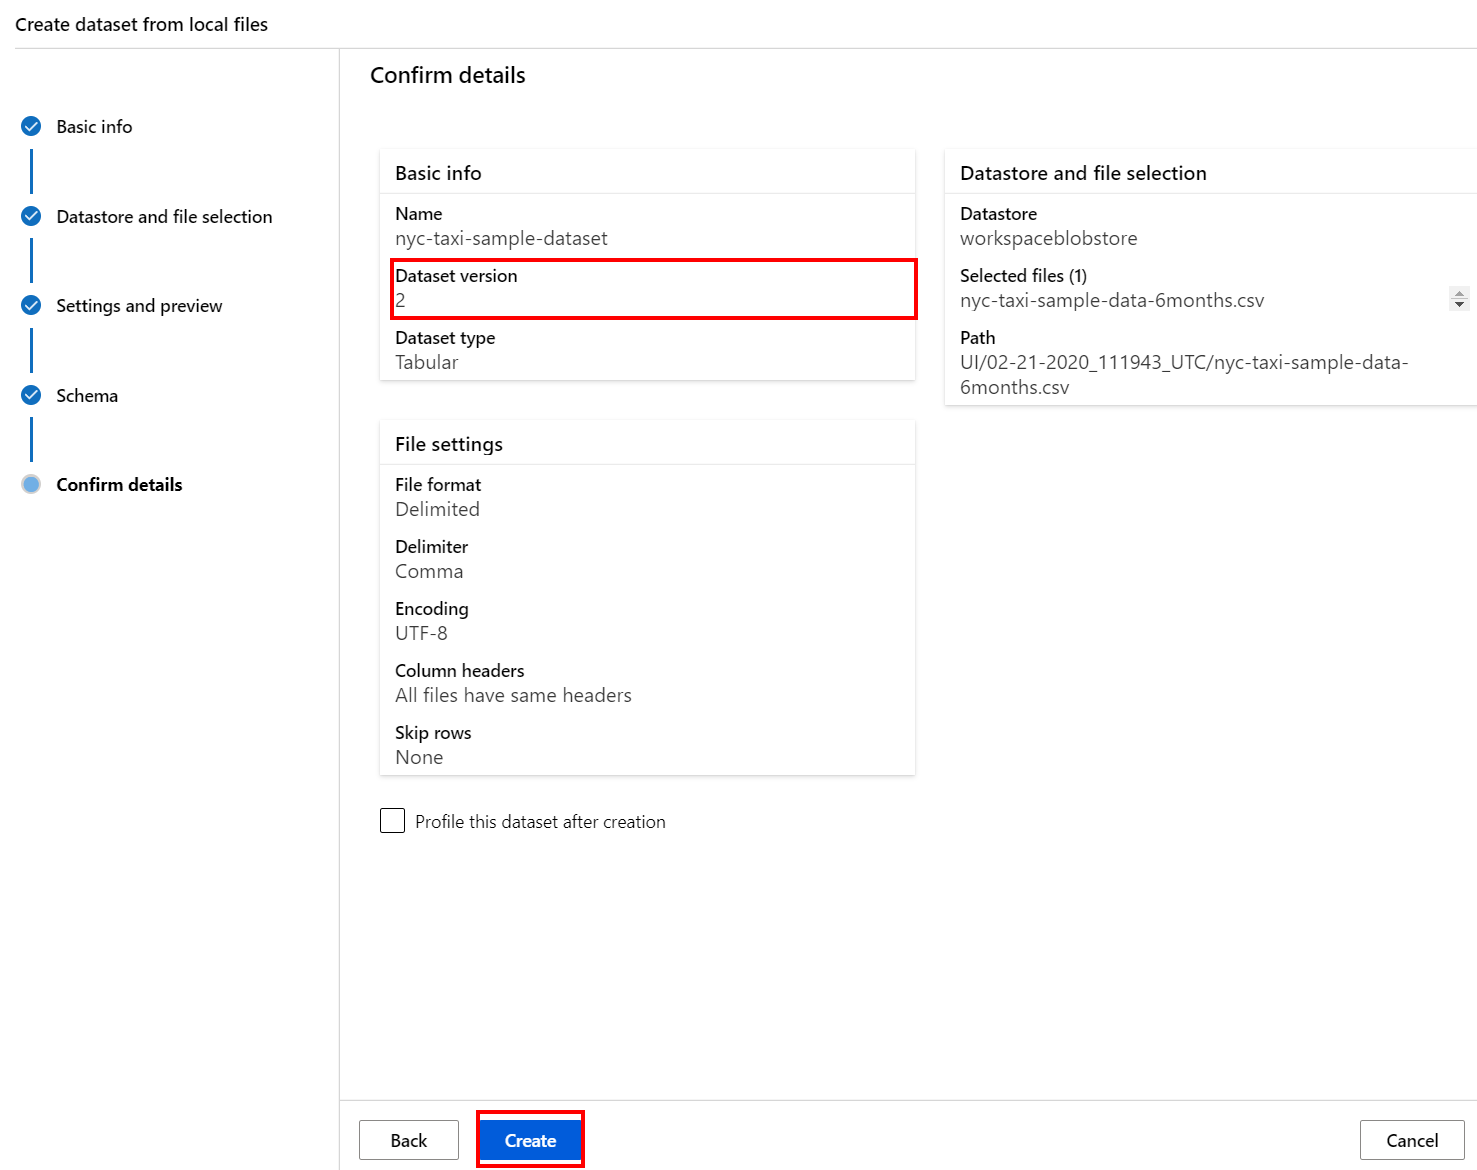 Create dataset from local files
Basic info
Datastore and file selection
Settings and preview
Schema
Confirm details
Confirm details
Basic info
Name
nyc-taxi-sample-dataset
Dataset version
2
Dataset type
Tabular
Datastore and file selection
Datastore
workspaceblobstore
Selected files (1)
nyc-taxi-sample-data-6months.csv
Path
UI/02-21-2020_111943_UTC/nyc-taxi-sample-data-
6months.csv
File settings
File format
Delimited
Delimiter
Comma
Encoding
UTF-8
Column headers
All files have same headers
Skip rows
None
Profile this dataset after creation
Back
Create
Cancel